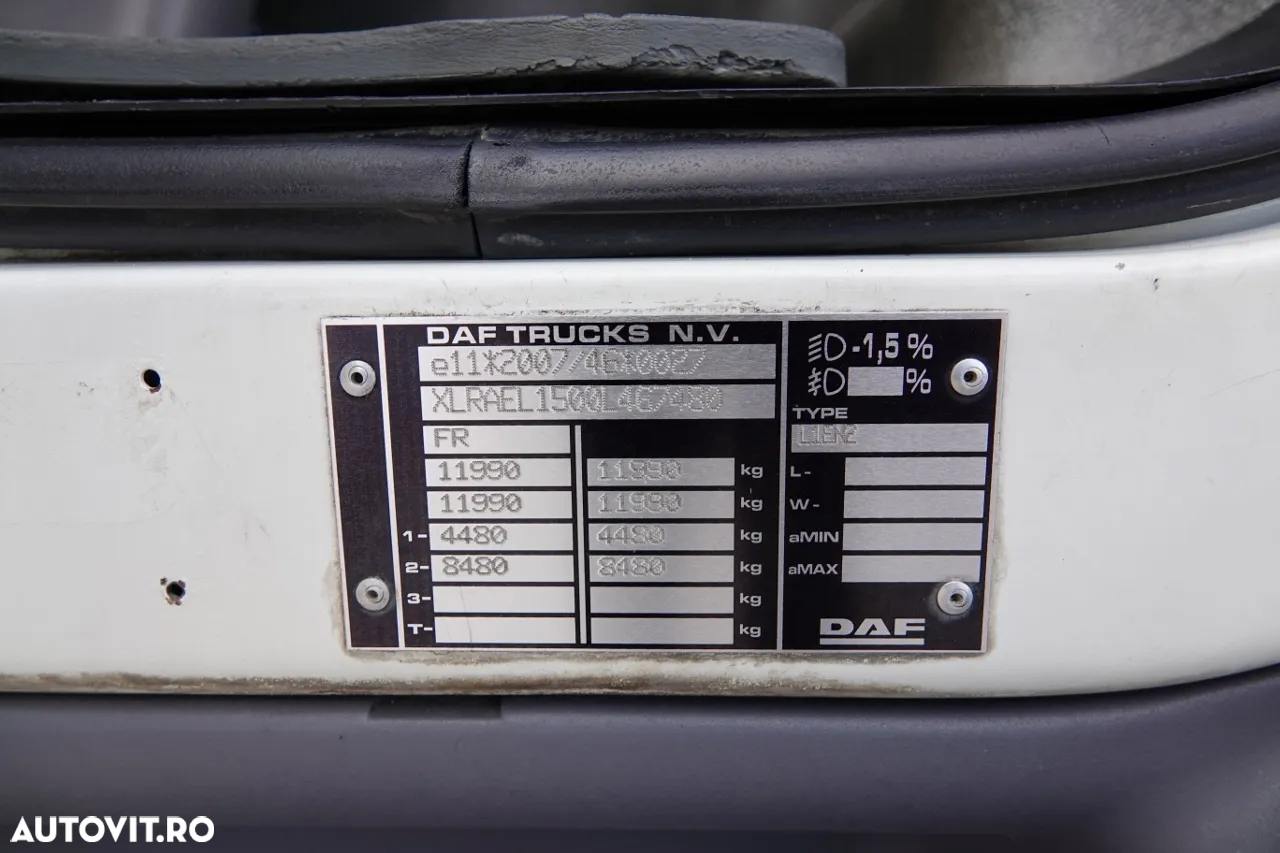 DAF TRUCKS N.V.
e11*2007/46*0027
XLRAEL1500L467480
FR
11990 11990 kg
11990 11990 kg
1- 4480 4480 kg
2- 8480 8480 kg
3- kg
T- kg
-1,5 %
%
TYPE
L1EN2
L-
W-
aMIN
aMAX
DAF
AUTOVIT.RO